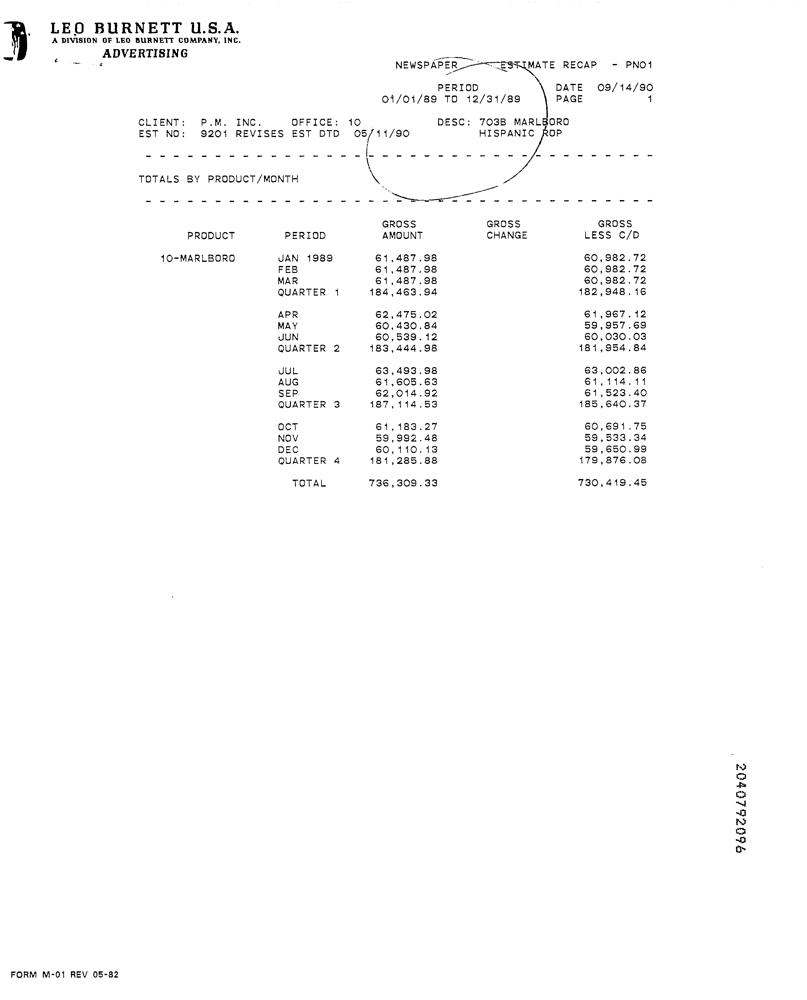 LEO BURNETT U.S.A.
A DIVISION OF LEO BURNETT COMPANY, INC.
ADVERTISING
NEWSPAPER ESTIMATE RECAP - PN01
PERIOD DATE 09/14/90
01/01/89 TO 12/31/89 PAGE 1
CLIENT: P.M. INC. OFFICE: 10 DESC: 703B MARLBORO
EST NO: 9201 REVISES EST DTD 05/11/90 HISPANIC ROP
TOTALS BY PRODUCT/MONTH
GROSS GROSS GROSS
PRODUCT PERIOD AMOUNT CHANGE LESS C/D
10-MARLBORO JAN 1989 61,487.98 60,982.72
FEB 61,487.98 60,982.72
MAR 61,487.98 60,982.72
QUARTER 1 184,463.94 182,948.16
APR 62,475.02 61,967.12
MAY 60,430.84 59,957.69
JUN 60,539.12 60,030.03
QUARTER 2 183,444.98 181,954.84
JUL 63,493.98 63,002.86
AUG 61,605.63 61,114.11
SEP 62,014.92 61,523.40
QUARTER 3 187,114.53 185,640.37
OCT 61,183.27 60,691.75
NOV 59,992.48 59,533.34
DEC 60,110.13 59,650.99
QUARTER 4 181,285.88 179,876.08
TOTAL 736,309.33 730,419.45
2040792096
FORM M-01 REV 05-82